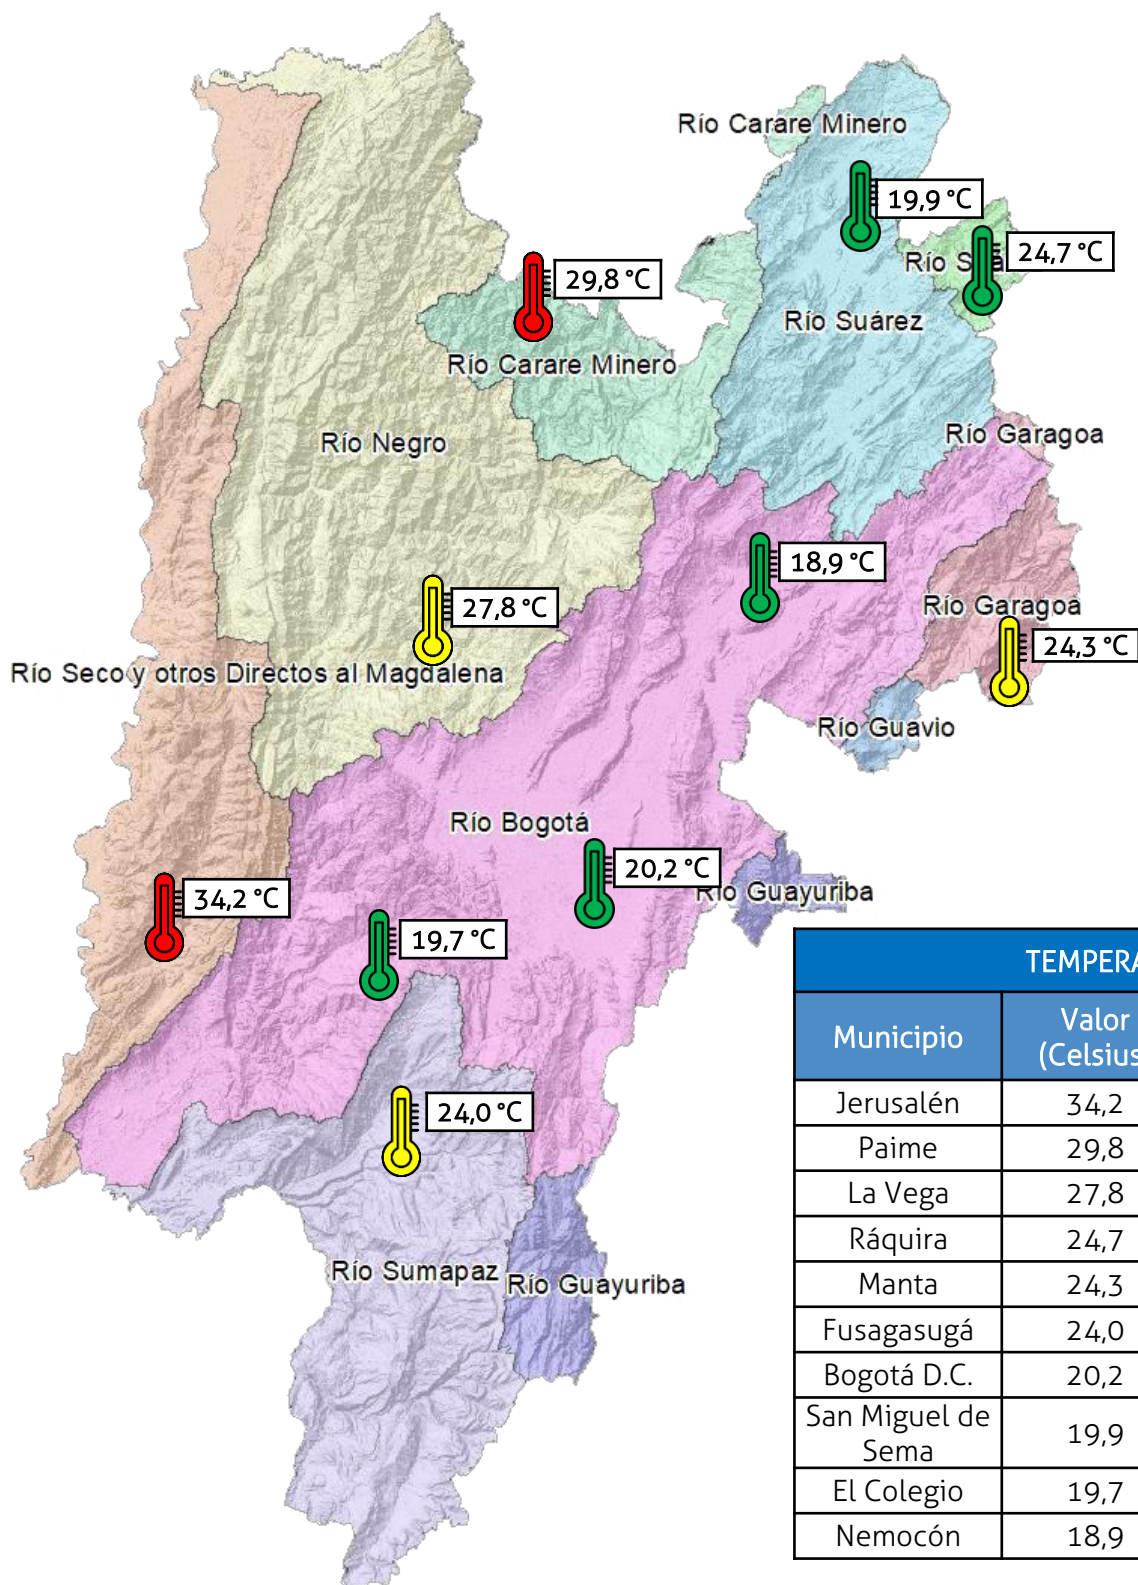 Río Carare Minero
19,9 °C
24,7 °C
29,8 °C
Río Suárez
Río Carare Minero
Río Garagoa
Río Negro
18,9 °C
27,8 °C
Río Garagoa
24,3 °C
Río Seco y otros Directos al Magdalena
Río Guavio
Río Bogotá
20,2 °C
Río Guayuriba
34,2 °C
19,7 °C
24,0 °C
Río Sumapaz
Río Guayuriba
TEMPERA
Municipio Valor (Celsius
Jerusalén 34,2
Paime 29,8
La Vega 27,8
Ráquira 24,7
Manta 24,3
Fusagasugá 24,0
Bogotá D.C. 20,2
San Miguel de Sema 19,9
El Colegio 19,7
Nemocón 18,9